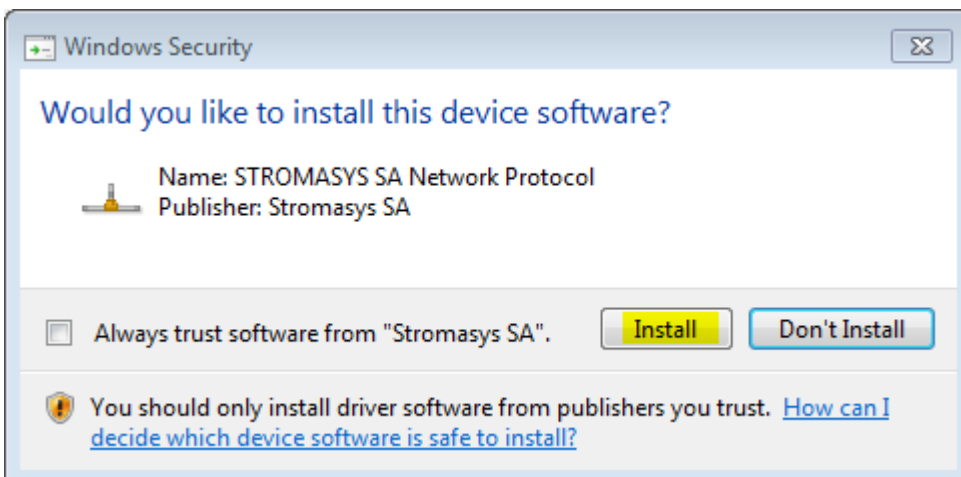 Windows Security
Would you like to install this device software?
Name: STROMASYS SA Network Protocol
Publisher: Stromasys SA
Always trust software from "Stromasys SA".
Install
Don't Install
You should only install driver software from publishers you trust. How can I
decide which device software is safe to install?